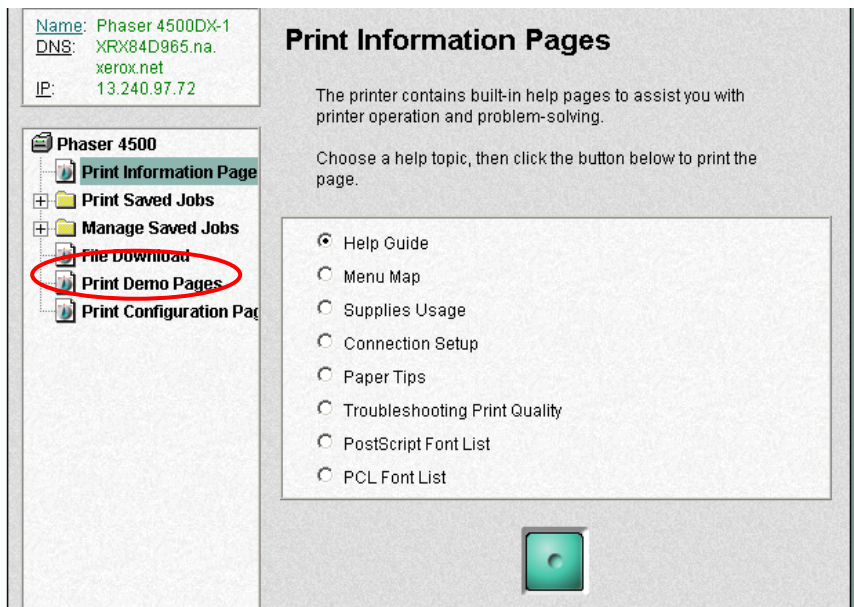 Name: Phaser 4500DX-1
DNS: XRX84D965.na.
xerox.net
IP: 13.240.97.72
Phaser 4500
Print Information Page
Print Saved Jobs
Manage Saved Jobs
File Download
Print Demo Pages
Print Configuration Pag
Print Information Pages
The printer contains built-in help pages to assist you with
printer operation and problem-solving.
Choose a help topic, then click the button below to print the
page.
Help Guide
Menu Map
Supplies Usage
Connection Setup
Paper Tips
Troubleshooting Print Quality
PostScript Font List
PCL Font List